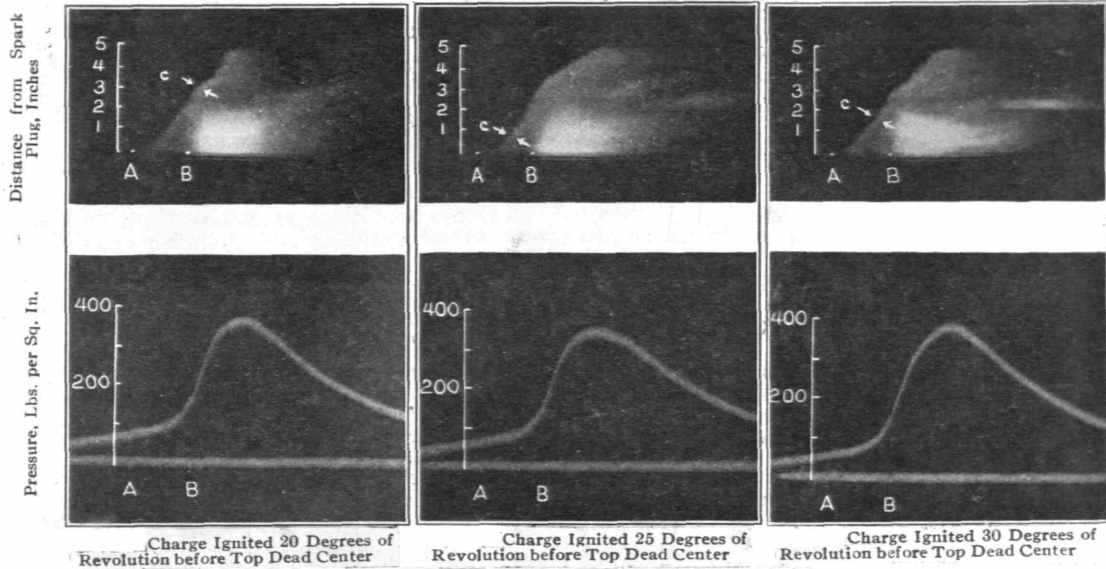 Distance from Spark
Plug, Inches
5
4
3
2
1
C
A B
5
4
3
2
1
C
A B
5
4
3
2
1
C
A B
Pressure, Lbs. per Sq. In.
400
200
A B
400
200
A B
400
200
A B
Charge Ignited 20 Degrees of
Revolution before Top Dead Center
Charge Ignited 25 Degrees of
Revolution before Top Dead Center
Charge Ignited 30 Degrees of
Revolution before Top Dead Center